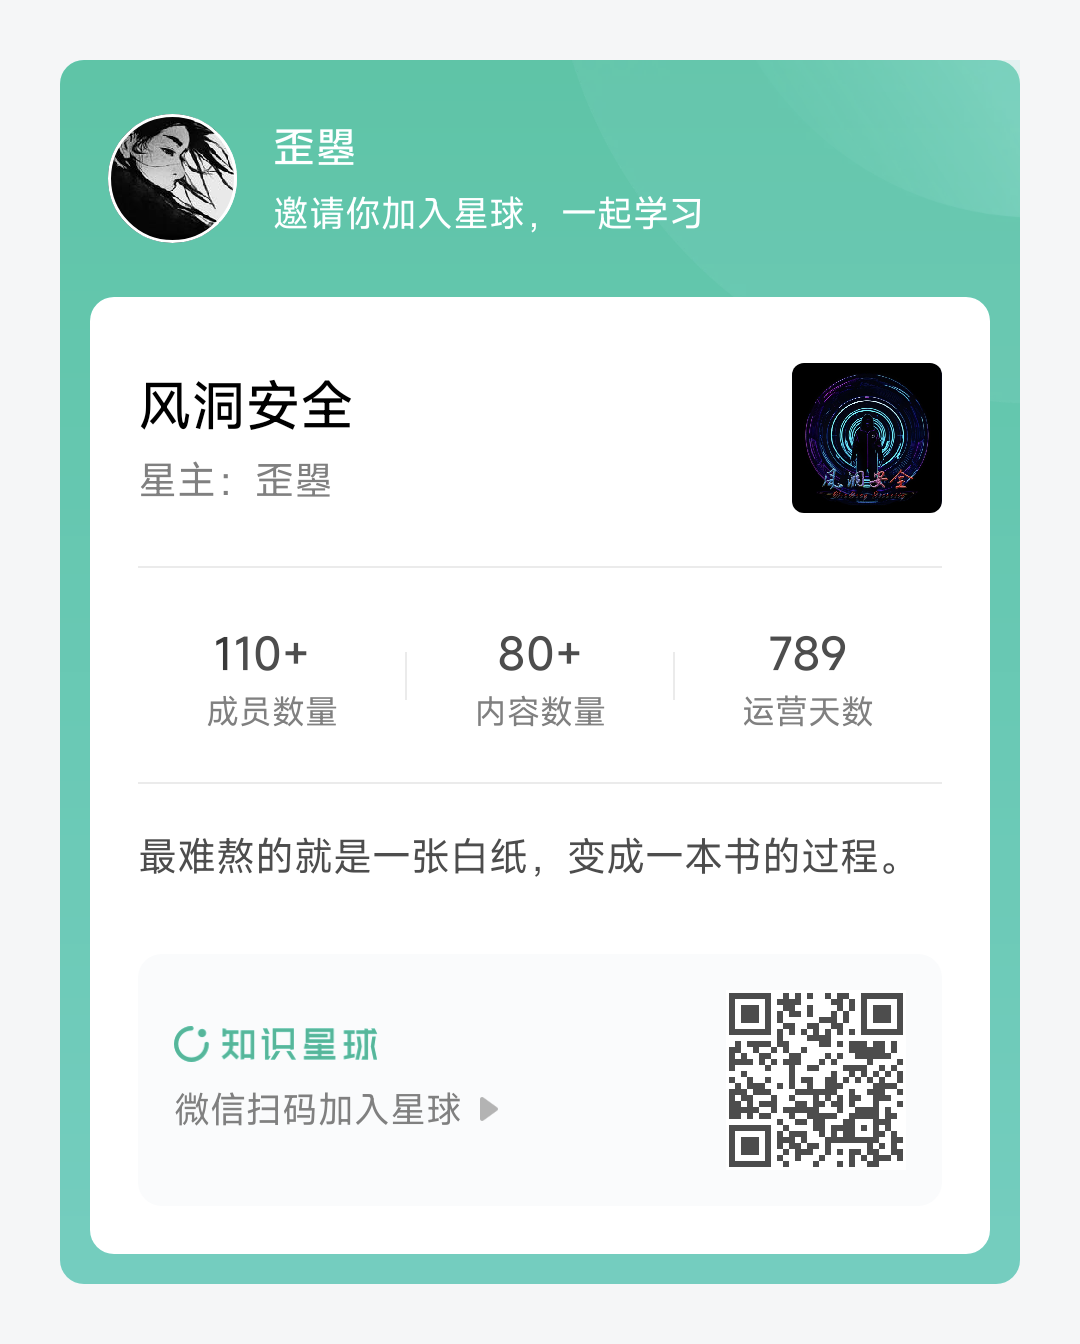 歪曌
邀请你加入星球，一起学习
风洞安全
星主：歪曌
风洞安全
110+
80+
789
成员数量
内容数量
运营天数
最难熬的就是一张白纸，变成一本书的过程。
知识星球
微信扫码加入星球